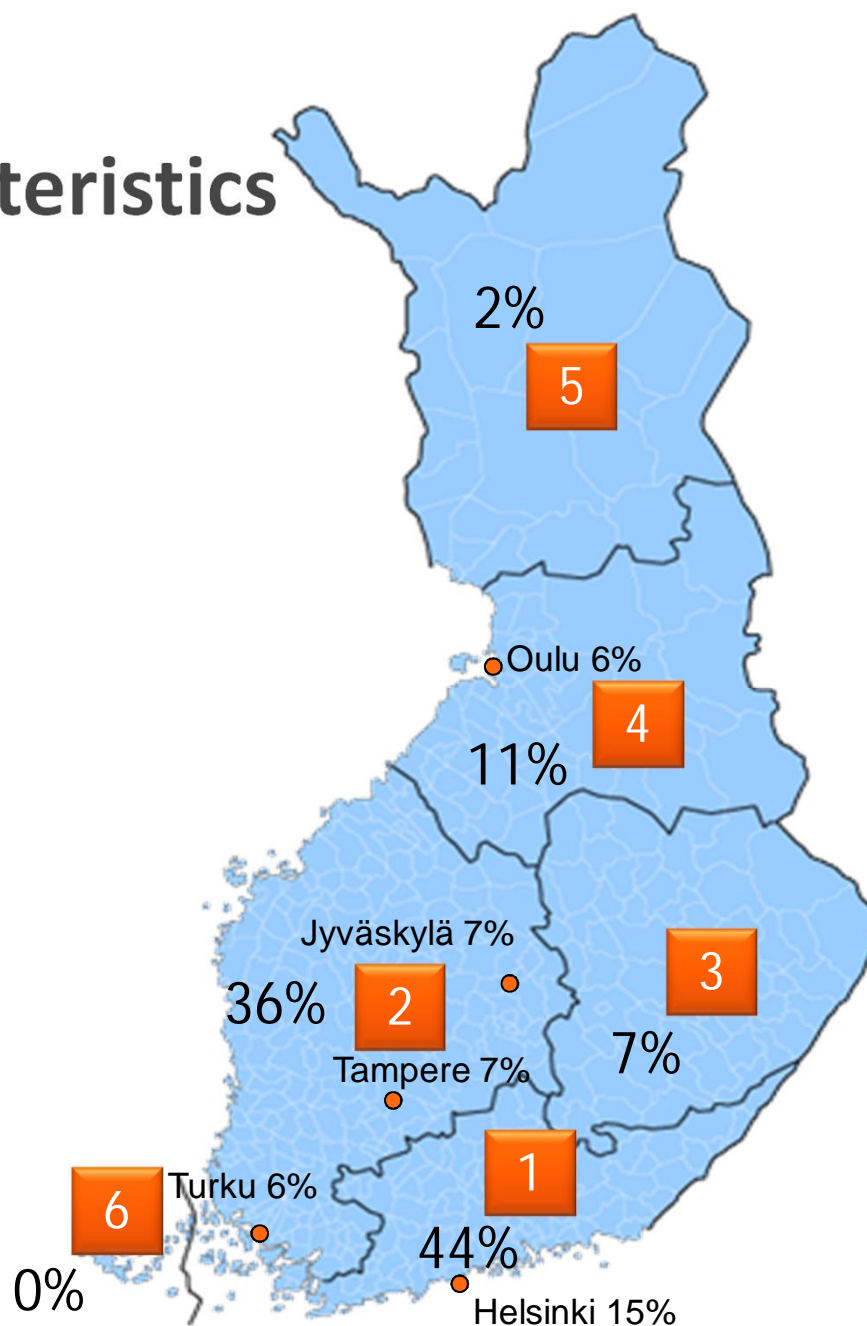 teristics
2%
5
Oulu 6%
4
11%
Jyväskylä 7%
3
36%
2
7%
Tampere 7%
1
6
Turku 6%
44%
0%
Helsinki 15%